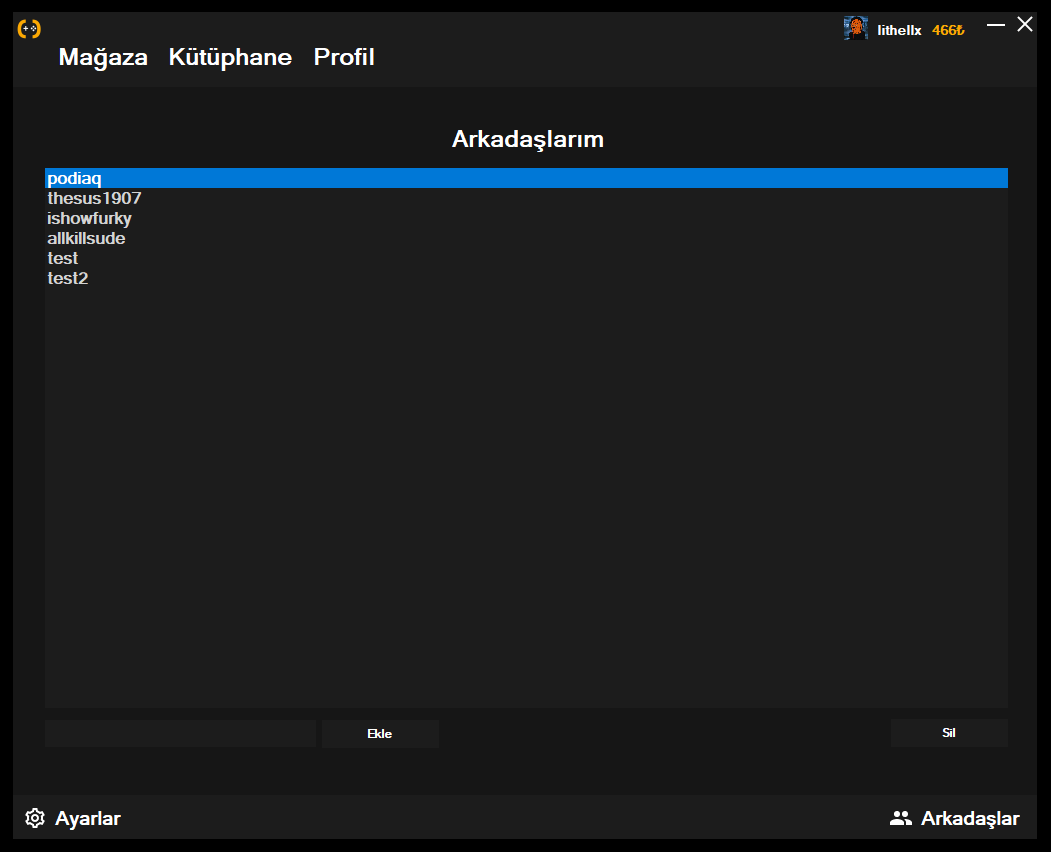 lithellx 466₺
Mağaza Kütüphane Profil
Arkadaşlarım
podiaq
thesus1907
ishowfurky
allkillsude
test
test2
Ekle Sil
Ayarlar Arkadaşlar